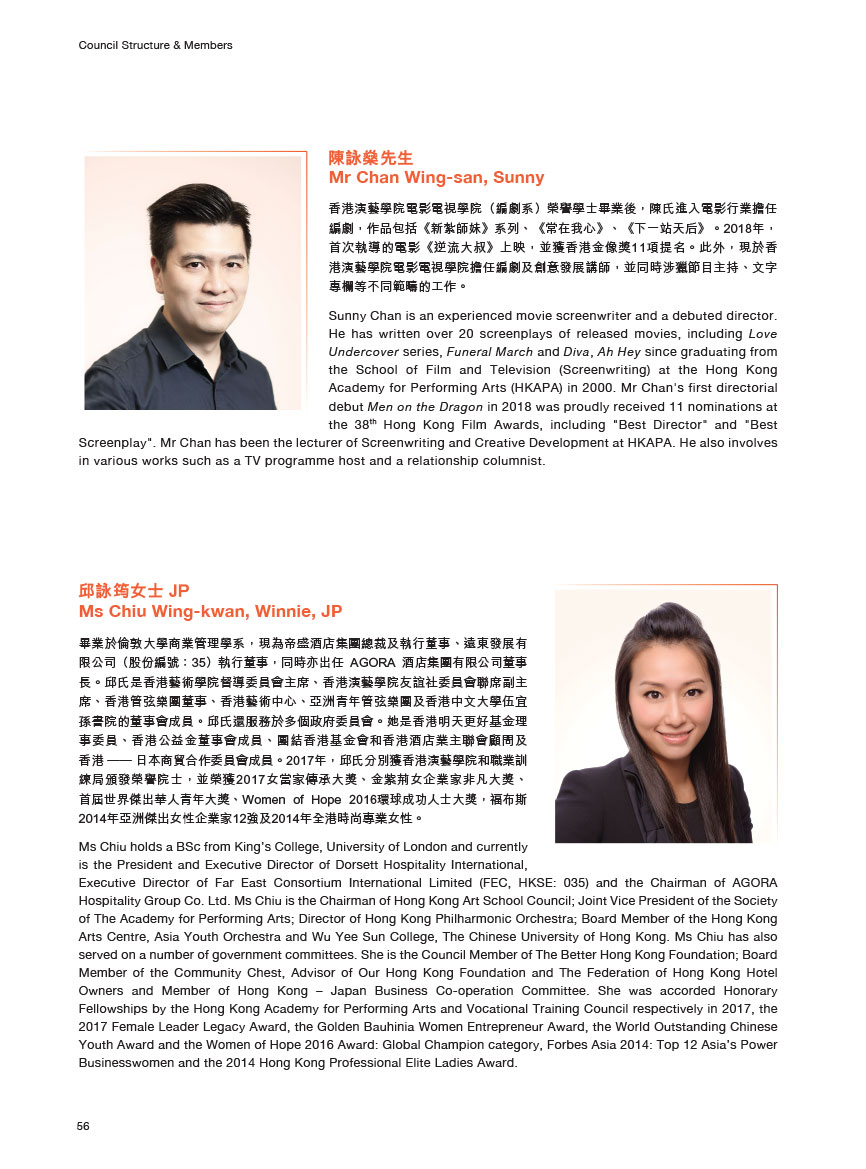 Council Structure & Members
陳詠燊先生
Mr Chan Wing-san, Sunny
香港演藝學院電影電視學院（編劇系）榮譽學士畢業後，陳氏進入電影行業擔任
編劇，作品包括《新紮師妹》系列、《常在我心》、《下一站天后》。2018年，
首次執導的電影《逆流大叔》上映，並獲香港金像獎11項提名。此外，現於香
港演藝學院電影電視學院擔任編劇及創意發展講師，並同時涉獵節目主持、文字
專欄等不同範疇的工作。
Sunny Chan is an experienced movie screenwriter and a debuted director.
He has written over 20 screenplays of released movies, including Love
Undercover series, Funeral March and Diva, Ah Hey since graduating from
the School of Film and Television (Screenwriting) at the Hong Kong
Academy for Performing Arts (HKAPA) in 2000. Mr Chan's first directorial
debut Men on the Dragon in 2018 was proudly received 11 nominations at
the 38th Hong Kong Film Awards, including "Best Director" and "Best
Screenplay". Mr Chan has been the lecturer of Screenwriting and Creative Development at HKAPA. He also involves
in various works such as a TV programme host and a relationship columnist.
邱詠筠女士 JP
Ms Chiu Wing-kwan, Winnie, JP
畢業於倫敦大學商業管理學系，現為帝盛酒店集團總裁及執行董事、遠東發展有
限公司（股份編號：35）執行董事，同時亦出任 AGORA 酒店集團有限公司董事
長。邱氏是香港藝術學院督導委員會主席、香港演藝學院友誼社委員會聯席副主
席、香港管弦樂團董事、香港藝術中心、亞洲青年管弦樂團及香港中文大學伍宜
孫書院的董事會成員。邱氏還服務於多個政府委員會。她是香港明天更好基金理
事委員、香港公益金董事會成員、團結香港基金會和香港酒店業主聯會顧問及
香港 —— 日本商貿合作委員會成員。2017年，邱氏分別獲香港演藝學院和職業訓
練局頒發榮譽院士，並榮獲2017女當家傳承大獎、金紫荊女企業家非凡大獎、
首屆世界傑出華人青年大獎、Women of Hope 2016環球成功人士大獎，福布斯
2014年亞洲傑出女性企業家12強及2014年全港時尚專業女性。
Ms Chiu holds a BSc from King's College, University of London and currently
is the President and Executive Director of Dorsett Hospitality International,
Executive Director of Far East Consortium International Limited (FEC, HKSE: 035) and the Chairman of AGORA
Hospitality Group Co. Ltd. Ms Chiu is the Chairman of Hong Kong Art School Council; Joint Vice President of the Society
of The Academy for Performing Arts; Director of Hong Kong Philharmonic Orchestra; Board Member of the Hong Kong
Arts Centre, Asia Youth Orchestra and Wu Yee Sun College, The Chinese University of Hong Kong. Ms Chiu has also
served on a number of government committees. She is the Council Member of The Better Hong Kong Foundation; Board
Member of the Community Chest, Advisor of Our Hong Kong Foundation and The Federation of Hong Kong Hotel
Owners and Member of Hong Kong – Japan Business Co-operation Committee. She was accorded Honorary
Fellowships by the Hong Kong Academy for Performing Arts and Vocational Training Council respectively in 2017, the
2017 Female Leader Legacy Award, the Golden Bauhinia Women Entrepreneur Award, the World Outstanding Chinese
Youth Award and the Women of Hope 2016 Award: Global Champion category, Forbes Asia 2014: Top 12 Asia's Power
Businesswomen and the 2014 Hong Kong Professional Elite Ladies Award.
56